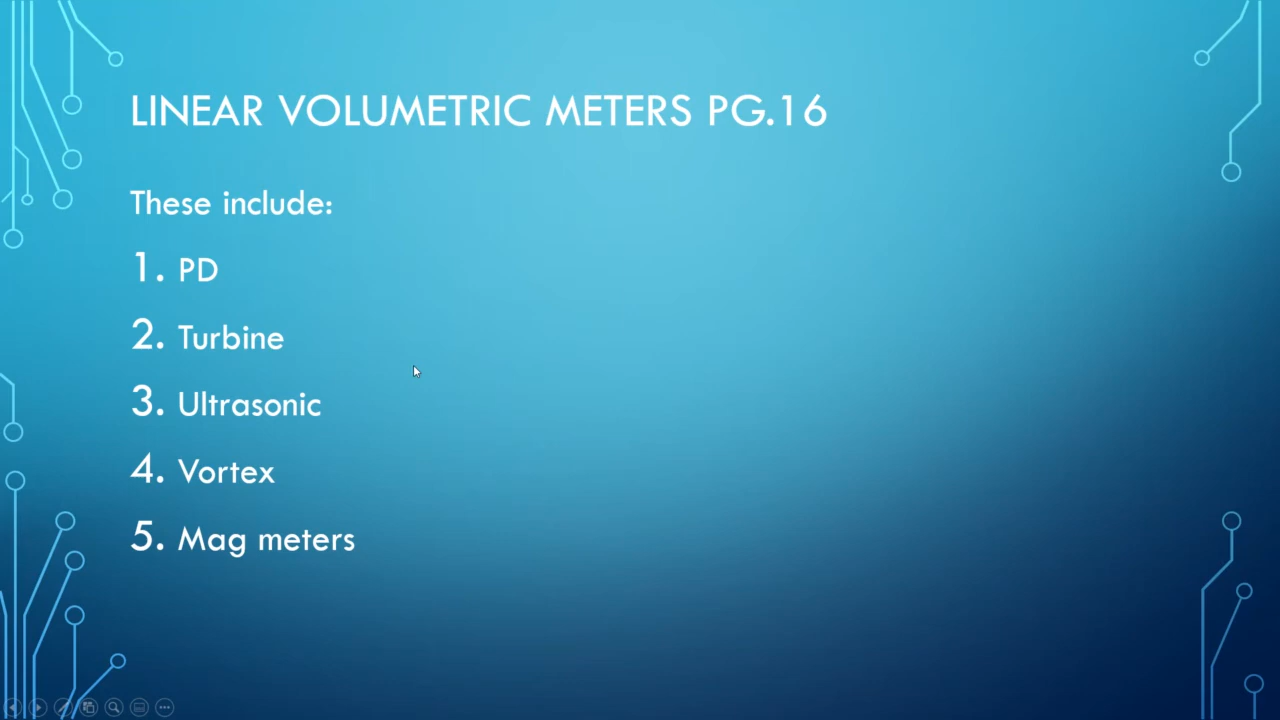 LINEAR VOLUMETRIC METERS PG.16
These include:
1. PD
2. Turbine
3. Ultrasonic
4. Vortex
5. Mag meters